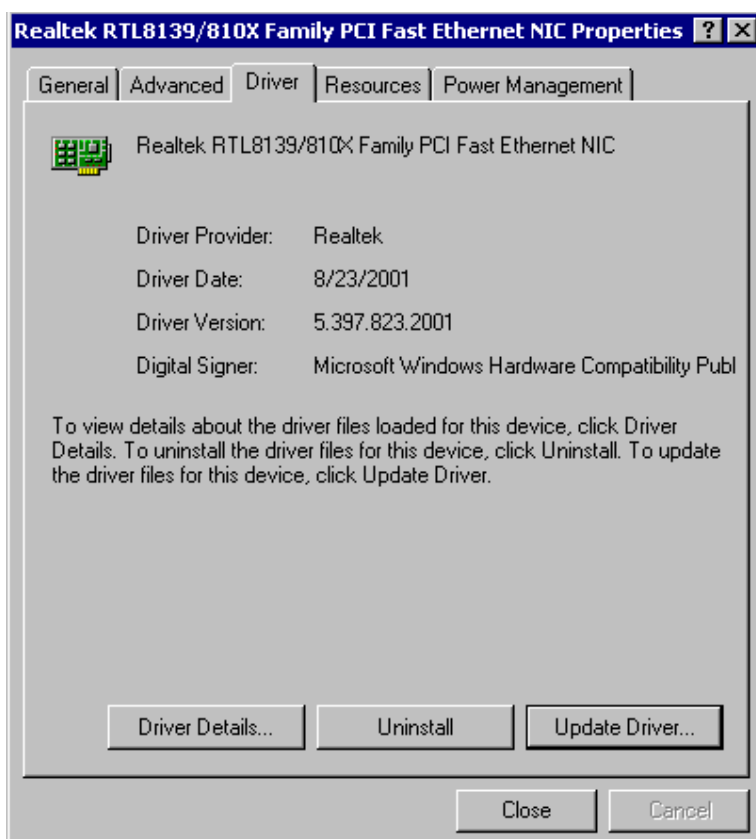 Realtek RTL8139/810X Family PCI Fast Ethernet NIC Properties ? X
General Advanced Driver Resources Power Management
Realtek RTL8139/810X Family PCI Fast Ethernet NIC
Driver Provider: Realtek
Driver Date: 8/23/2001
Driver Version: 5.397.823.2001
Digital Signer: Microsoft Windows Hardware Compatibility Publ
To view details about the driver files loaded for this device, click Driver
Details. To uninstall the driver files for this device, click Uninstall. To update
the driver files for this device, click Update Driver.
Driver Details... Uninstall Update Driver...
Close Cancel